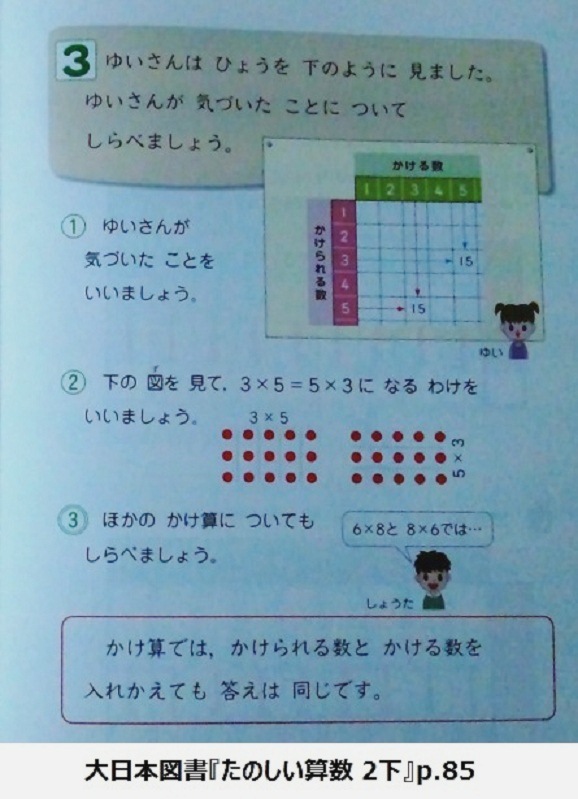 3 ゆいさんは ひょうを 下のように 見ました。
ゆいさんが 気づいた ことに ついて
しらべましょう。
かける数
1 2 3 4 5
かけられる数
1
2
3 15
4
5 15
ゆい
① ゆいさんが
気づいた ことを
いいましょう。
② 下の 図を 見て, 3×5=5×3に なる わけを
ず
いいましょう。
3×5
5×3
③ ほかの かけ算に ついても
しらべましょう。
6×8と 8×6では…
しょうた
かけ算では, かけられる数と かける数を
入れかえても 答えは 同じです。
大日本図書『たのしい算数 2下』p.85